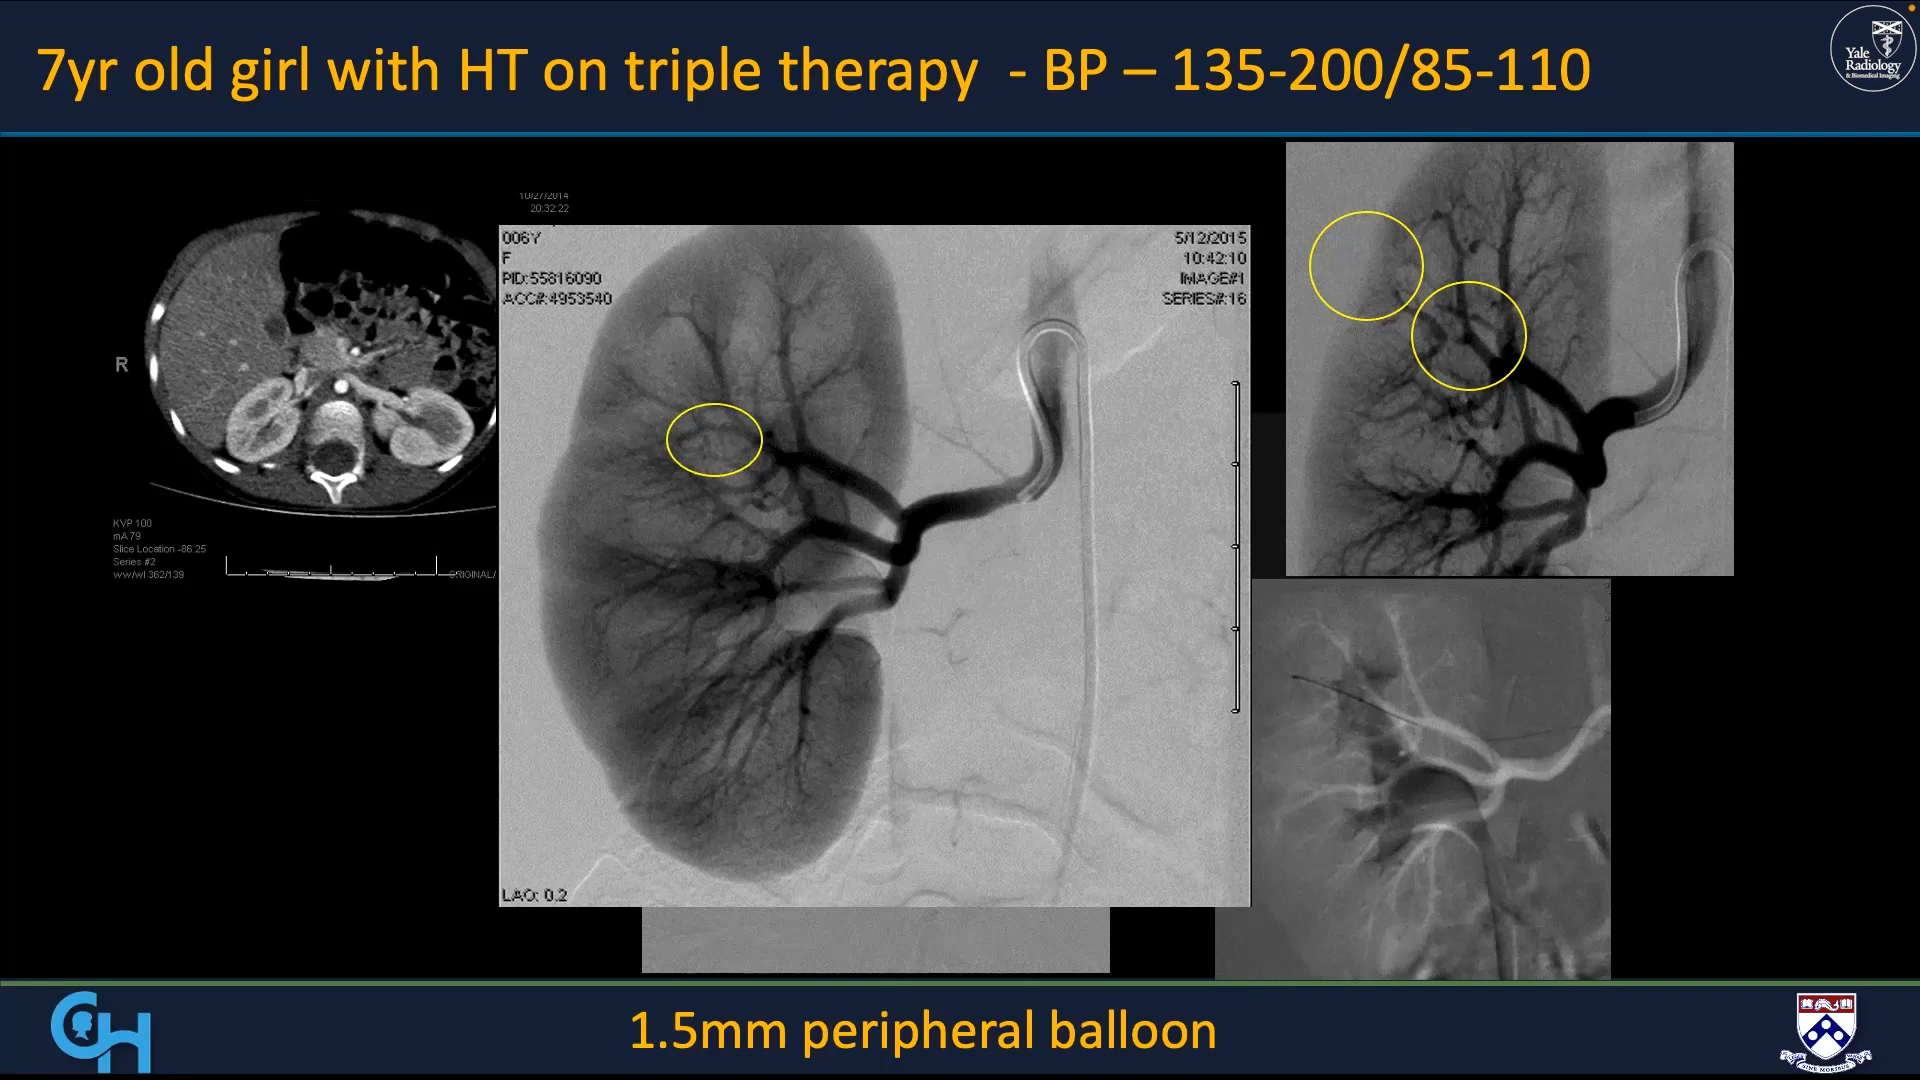 7yr old girl with HT on triple therapy - BP – 135-200/85-110
Yale
Radiology
& Biomedical Imaging
10/27/2014
20:32:22
R
KVP 100
mA 79
Slice Location -86.25
Series #2
ww/wl 362/139
ORIGINAL/
006Y
F
PID:55816090
ACC#:4953540
5/12/2015
10:42:10
IMAGE#1
SERIES#:16
LAO: 0.2
CH
1.5mm peripheral balloon